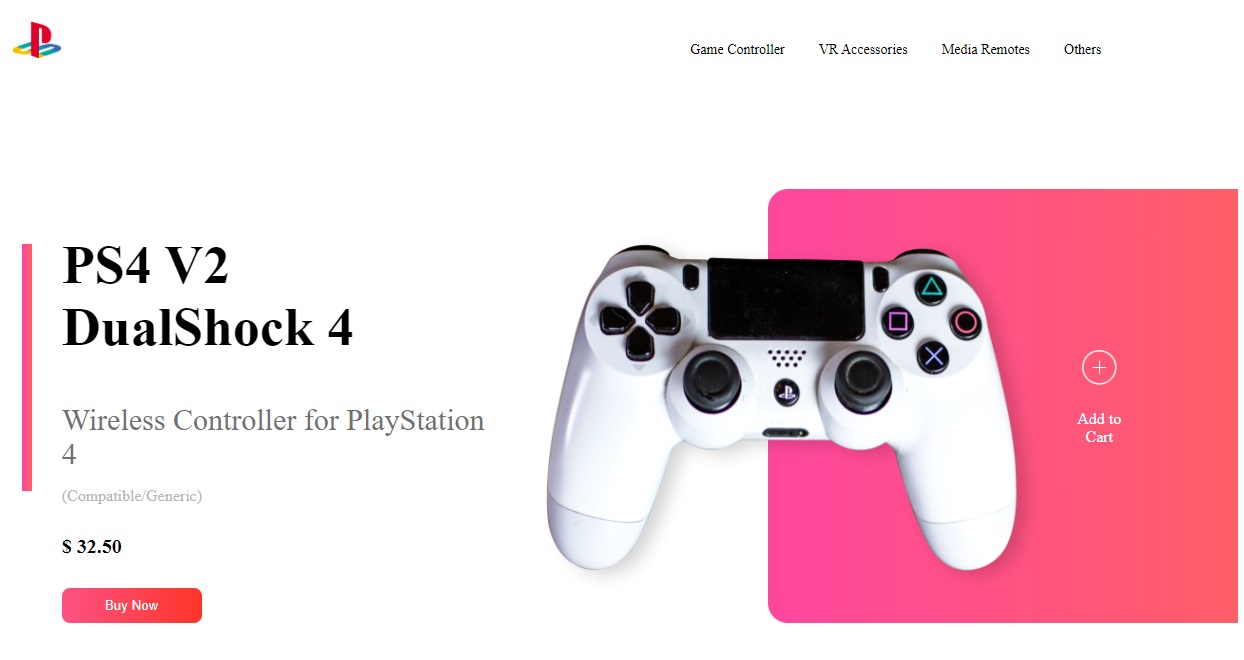 Game Controller VR Accessories Media Remotes Others
PS4 V2
DualShock 4
Wireless Controller for PlayStation
4
(Compatible/Generic)
$ 32.50
Buy Now
Add to
Cart